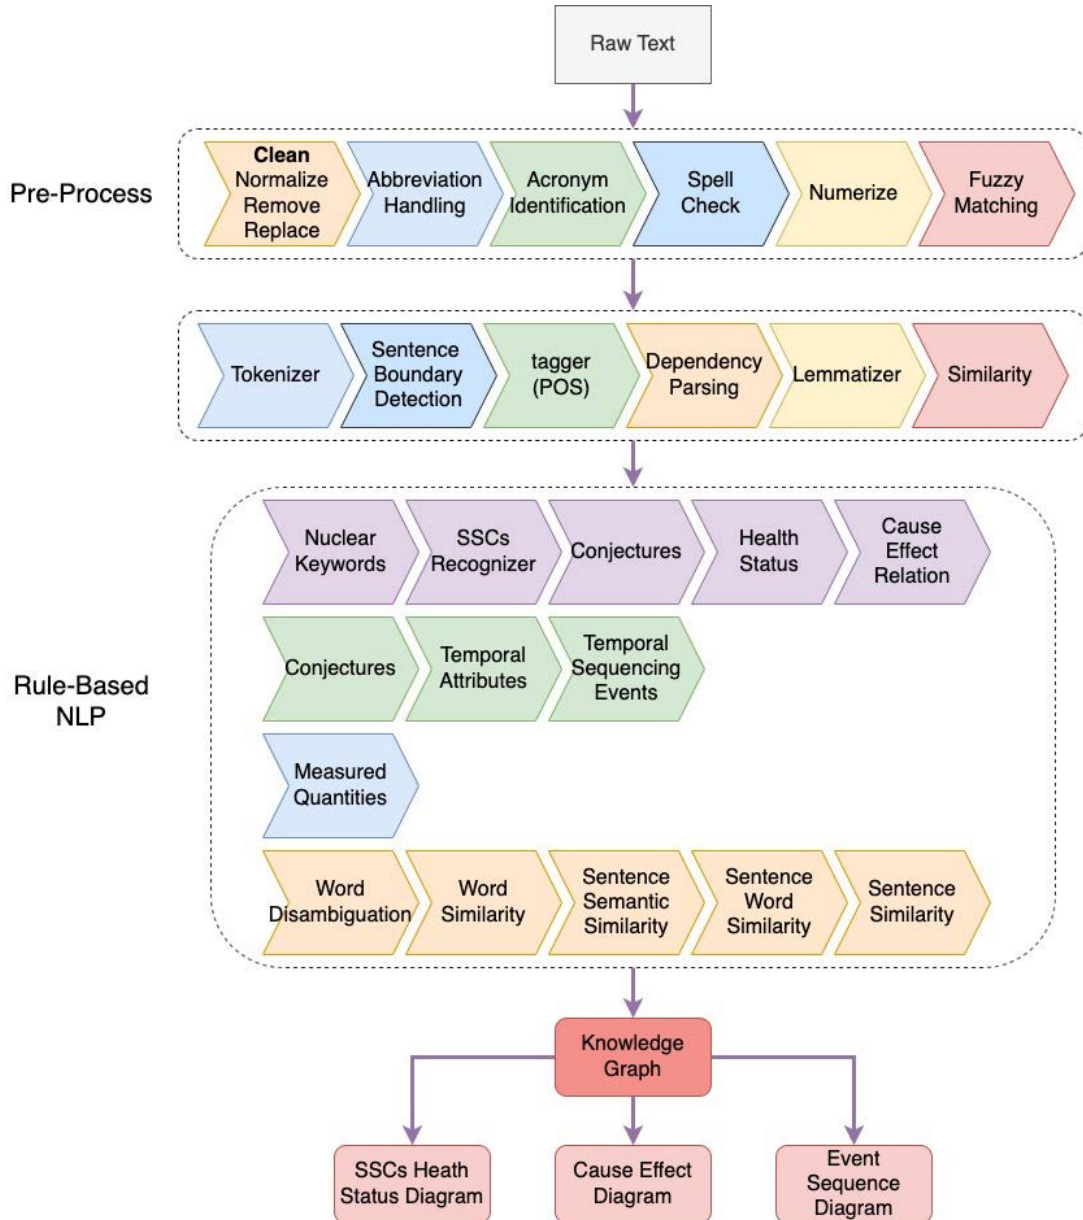 Raw Text
Pre-Process
Clean
Normalize
Remove
Replace
Abbreviation
Handling
Acronym
Identification
Spell
Check
Numerize
Fuzzy
Matching
Tokenizer
Sentence
Boundary
Detection
tagger
(POS)
Dependency
Parsing
Lemmatizer
Similarity
Rule-Based
NLP
Nuclear
Keywords
SSCs
Recognizer
Conjectures
Health
Status
Cause
Effect
Relation
Conjectures
Temporal
Attributes
Temporal
Sequencing
Events
Measured
Quantities
Word
Disambiguation
Word
Similarity
Sentence
Semantic
Similarity
Sentence
Word
Similarity
Sentence
Similarity
Knowledge
Graph
SSCs Heath
Status Diagram
Cause Effect
Diagram
Event
Sequence
Diagram